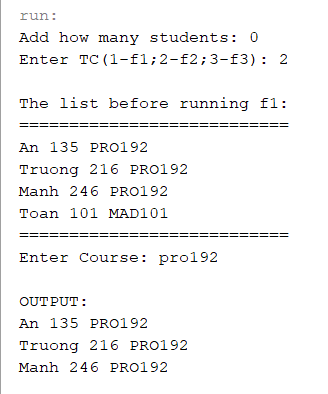 run:
Add how many students: 0
Enter TC(1-f1;2-f2;3-f3): 2
The list before running f1:
===========================
An 135 PRO192
Truong 216 PRO192
Manh 246 PRO192
Toan 101 MAD101
===========================
Enter Course: pro192
OUTPUT:
An 135 PRO192
Truong 216 PRO192
Manh 246 PRO192